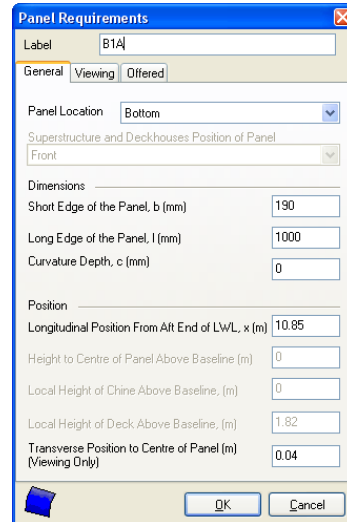 Panel Requirements
Label B1A
General Viewing Offered
Panel Location Bottom
Superstructure and Deckhouses Position of Panel
Front
Dimensions
Short Edge of the Panel, b (mm) 190
Long Edge of the Panel, l (mm) 1000
Curvature Depth, c (mm) 0
Position
Longitudinal Position From Aft End of LWL, x (m) 10.85
Height to Centre of Panel Above Baseline (m) 0
Local Height of Chine Above Baseline, (m) 0
Local Height of Deck Above Baseline, (m) 1.82
Transverse Position to Centre of Panel (m) 0.04
(Viewing Only)
OK Cancel